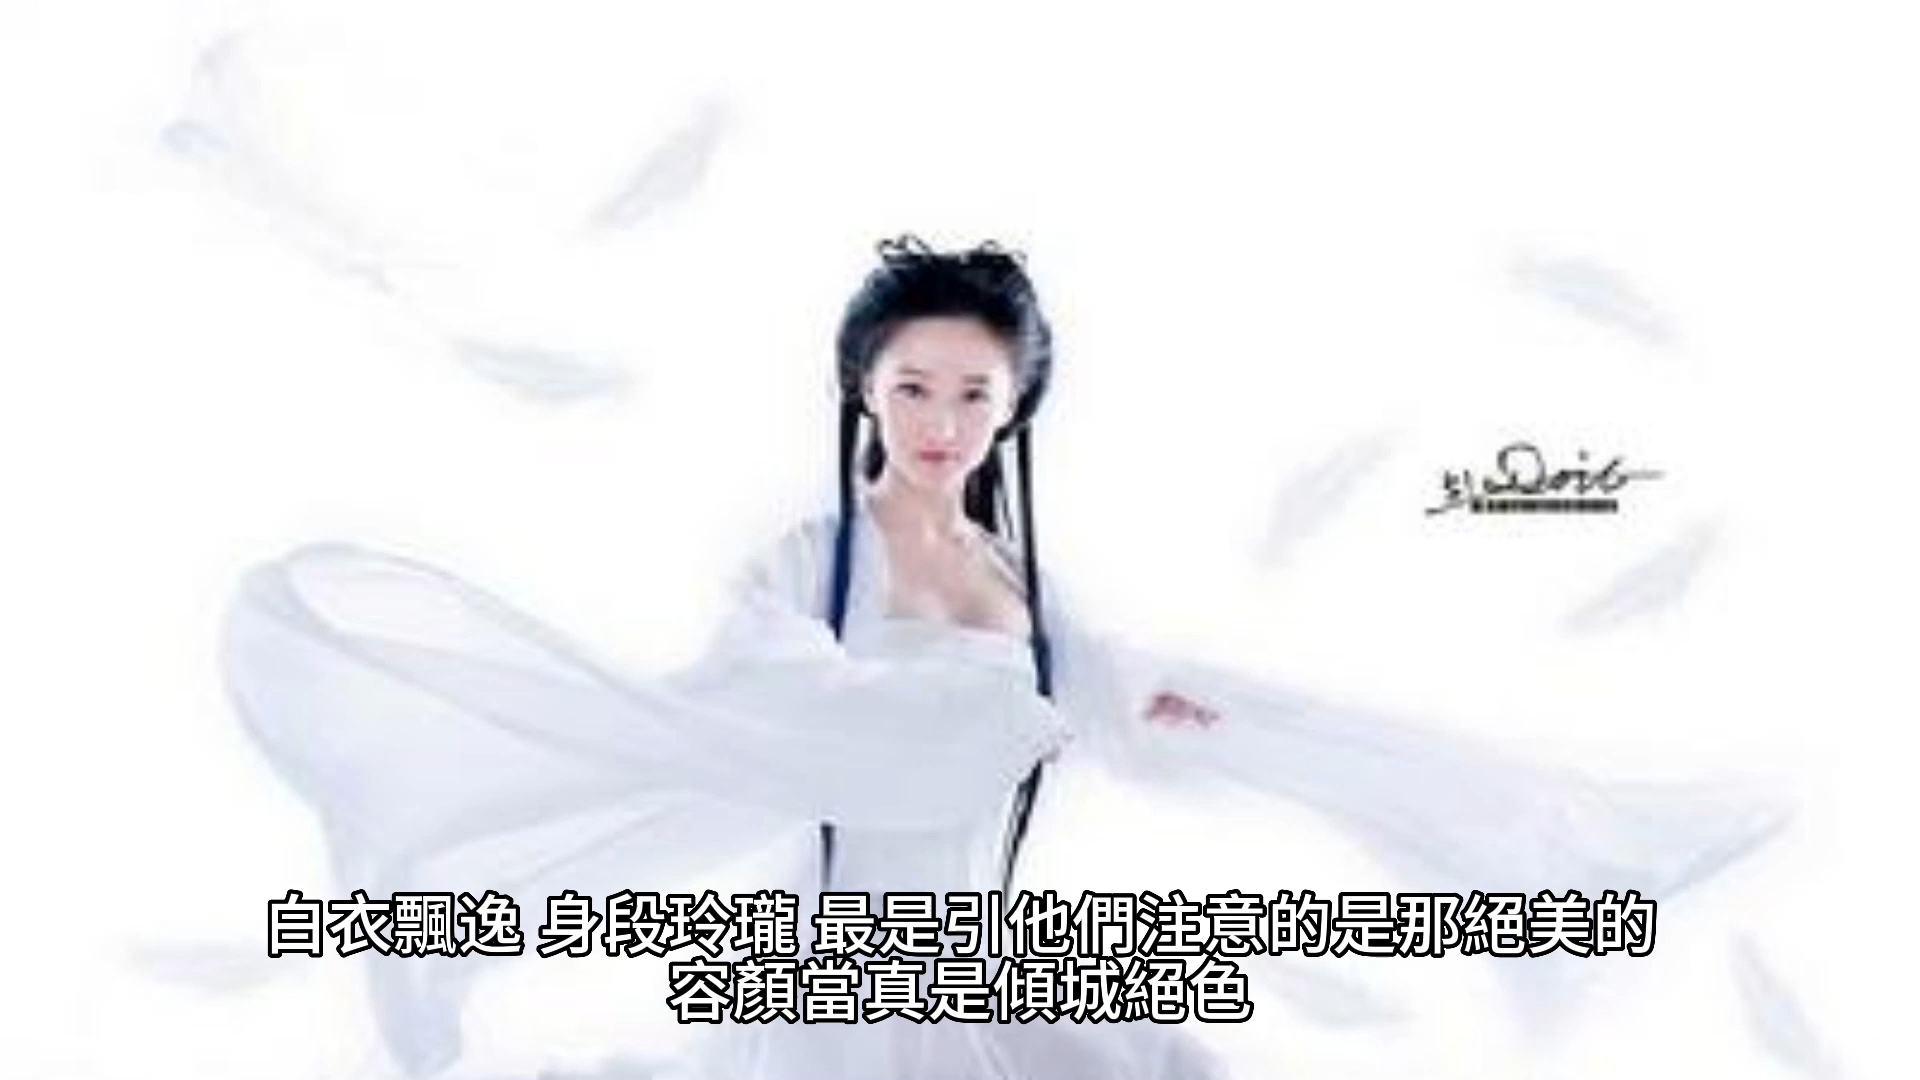 Doic
白衣飄逸 身段玲瓏 最是引他們注意的是那絕美的
容顏當真是傾城絕色